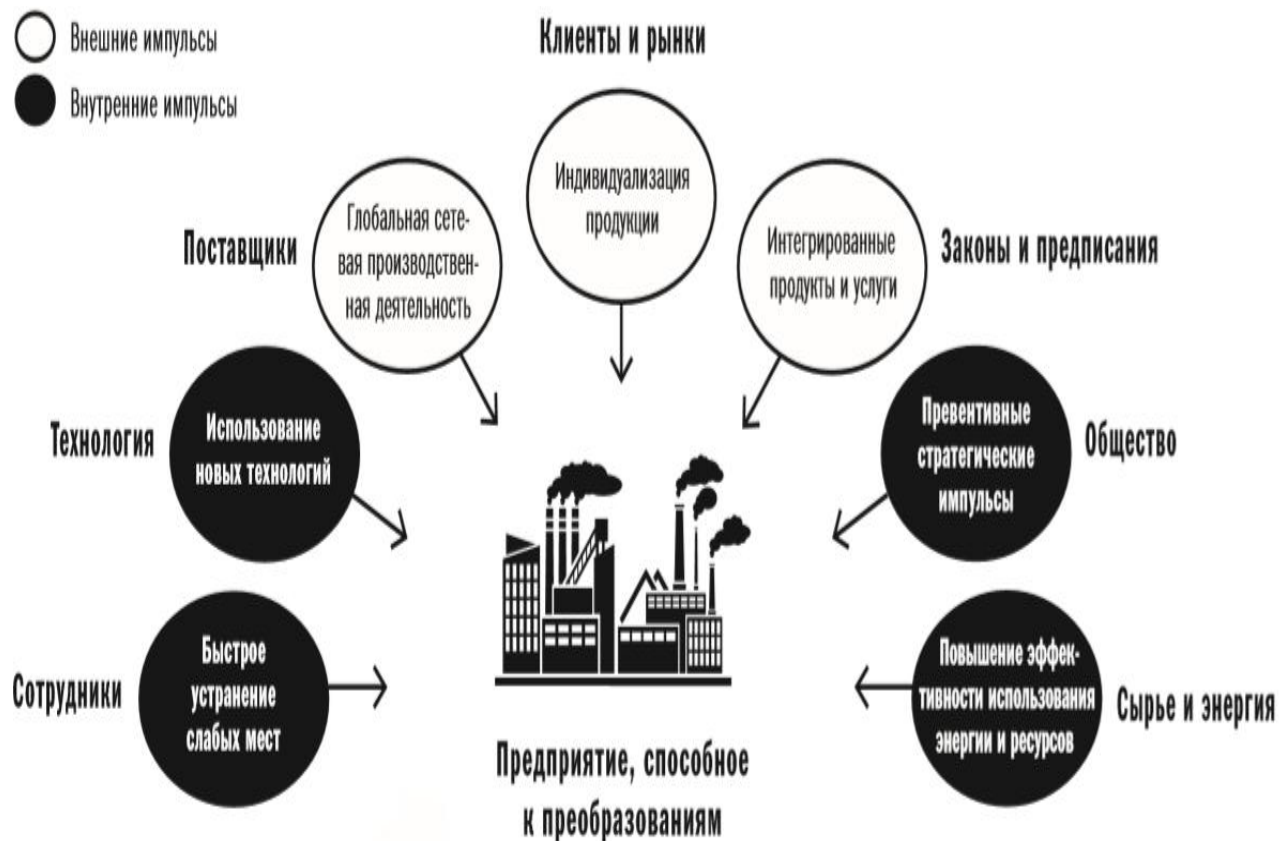 Внешние импульсы
Внутренние импульсы
Клиенты и рынки
Индивидуализация
продукции
Поставщики
Глобальная сете-
вая производствен-
ная деятельность
Интегрированные
продукты и услуги
Законы и предписания
Технология
Использование
новых технологий
Превентивные
стратегические
импульсы
Общество
Сотрудники
Быстрое
устранение
слабых мест
Повышение эффек-
тивности использования
энергии и ресурсов
Сырье и энергия
Предприятие, способное
к преобразованиям